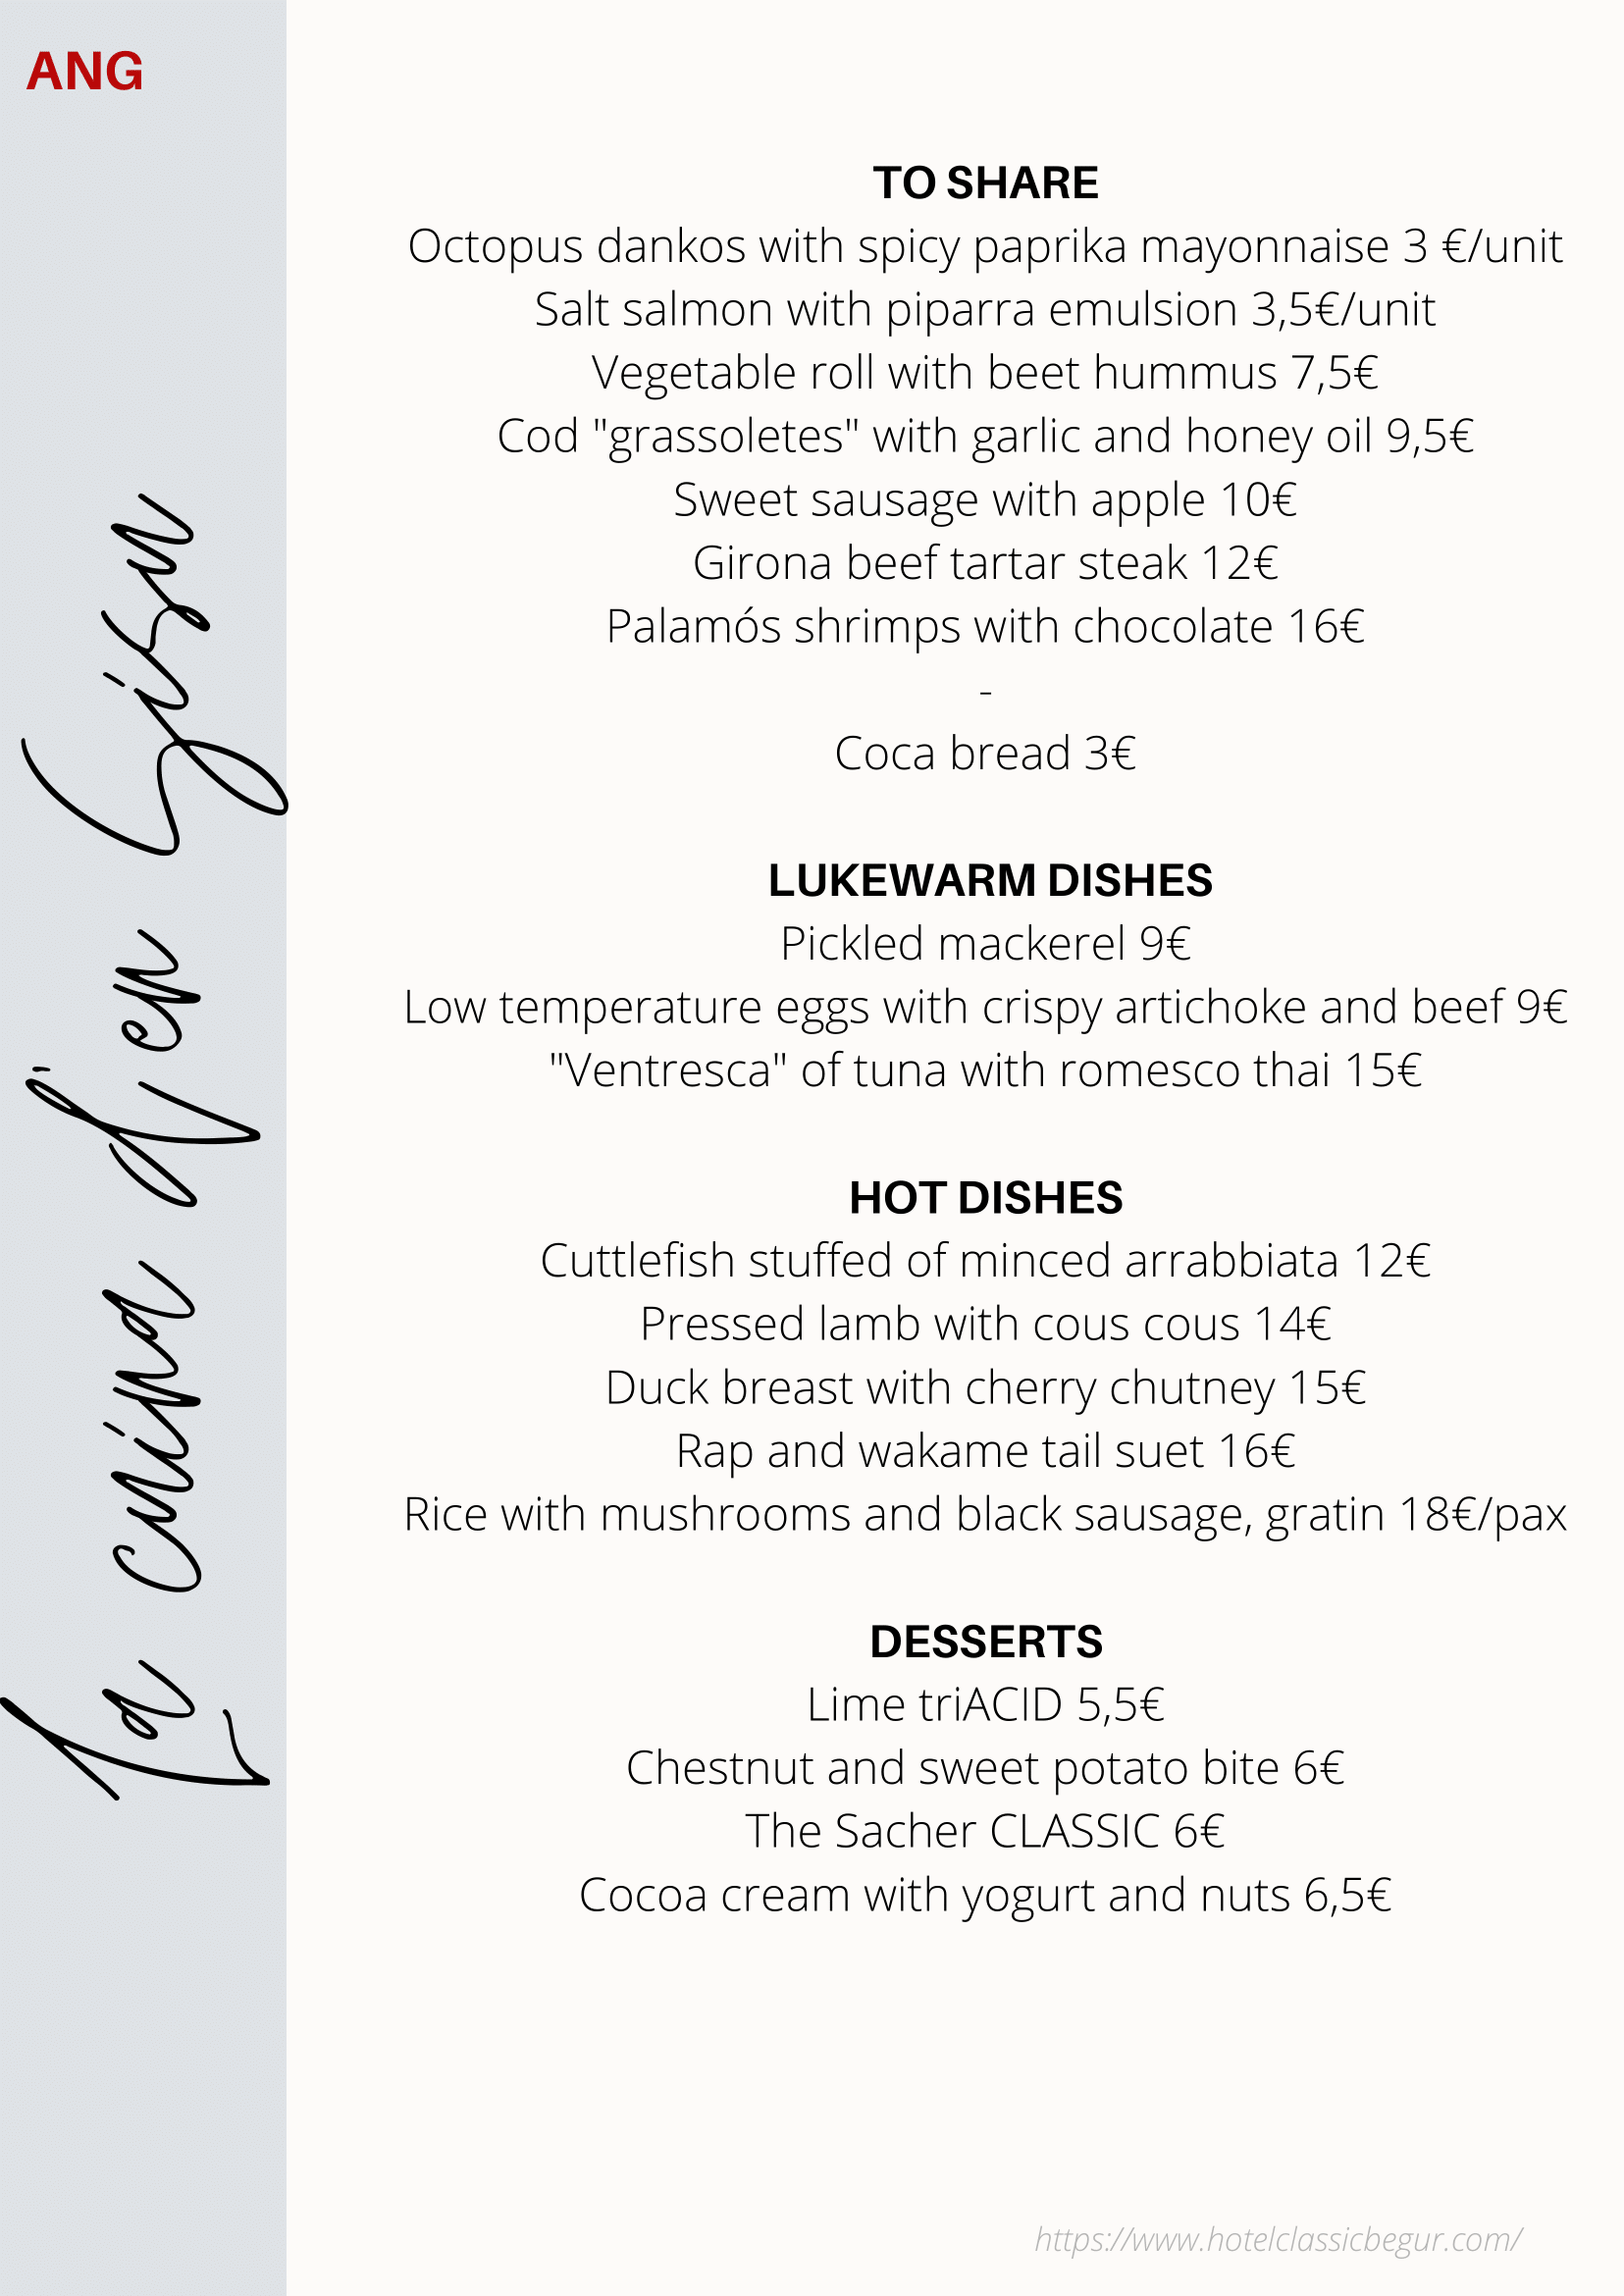 ANG
La cuina d'en Sisu
TO SHARE
Octopus dankos with spicy paprika mayonnaise 3 €/unit
Salt salmon with piparra emulsion 3,5€/unit
Vegetable roll with beet hummus 7,5€
Cod "grassoletes" with garlic and honey oil 9,5€
Sweet sausage with apple 10€
Girona beef tartar steak 12€
Palamós shrimps with chocolate 16€
-
Coca bread 3€
LUKEWARM DISHES
Pickled mackerel 9€
Low temperature eggs with crispy artichoke and beef 9€
"Ventresca" of tuna with romesco thai 15€
HOT DISHES
Cuttlefish stuffed of minced arrabbiata 12€
Pressed lamb with cous cous 14€
Duck breast with cherry chutney 15€
Rap and wakame tail suet 16€
Rice with mushrooms and black sausage, gratin 18€/pax
DESSERTS
Lime triACID 5,5€
Chestnut and sweet potato bite 6€
The Sacher CLASSIC 6€
Cocoa cream with yogurt and nuts 6,5€
https://www.hotelclassicbegur.com/